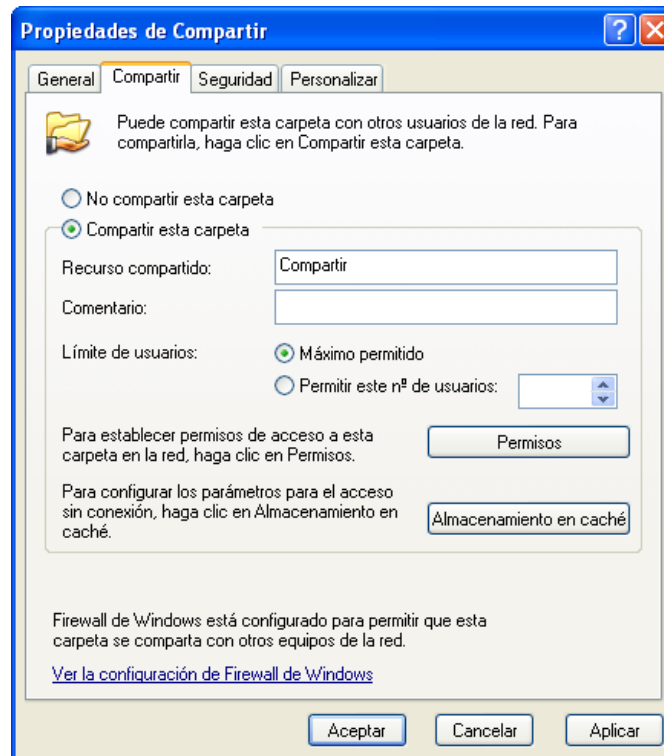 Propiedades de Compartir
General Compartir Seguridad Personalizar
Puede compartir esta carpeta con otros usuarios de la red. Para
compartirla, haga clic en Compartir esta carpeta.
No compartir esta carpeta
Compartir esta carpeta
Recurso compartido: Compartir
Comentario:
Límite de usuarios: Máximo permitido
Permitir este nº de usuarios:
Para establecer permisos de acceso a esta
carpeta en la red, haga clic en Permisos.
Permisos
Para configurar los parámetros para el acceso
sin conexión, haga clic en Almacenamiento en
caché.
Almacenamiento en caché
Firewall de Windows está configurado para permitir que esta
carpeta se comparta con otros equipos de la red.
Ver la configuración de Firewall de Windows
Aceptar Cancelar Aplicar